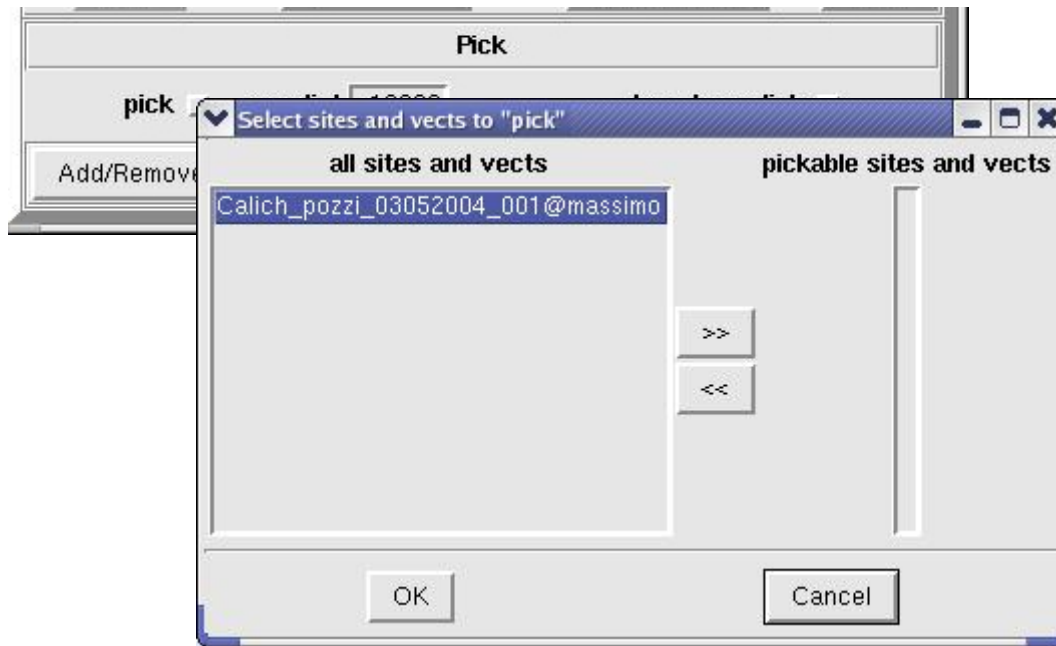 Pick
pick
Select sites and vects to "pick"
Add/Remove
all sites and vects
pickable sites and vects
Calich_pozzi_03052004_001@massimo
>>
<<
OK
Cancel